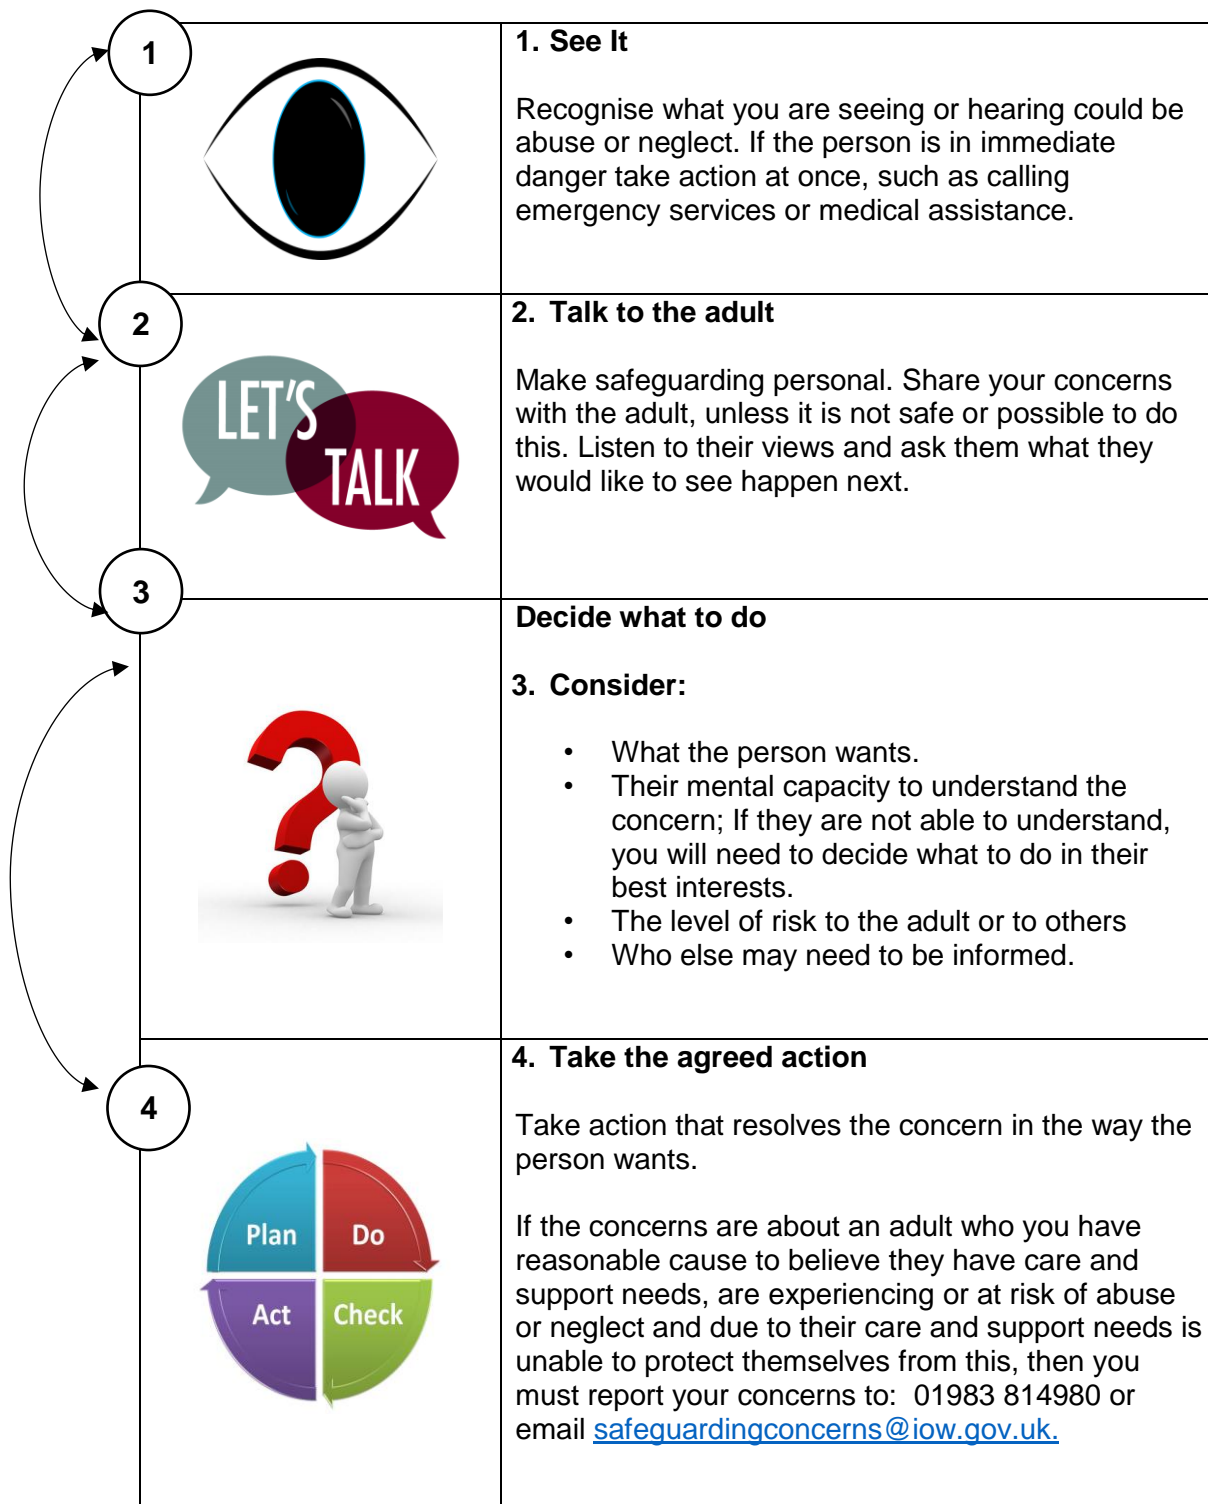 1
1. See It
Recognise what you are seeing or hearing could be
abuse or neglect. If the person is in immediate
danger take action at once, such as calling
emergency services or medical assistance.
2
2. Talk to the adult
LET'S
TALK
Make safeguarding personal. Share your concerns
with the adult, unless it is not safe or possible to do
this. Listen to their views and ask them what they
would like to see happen next.
3
Decide what to do
3. Consider:
• What the person wants.
• Their mental capacity to understand the
concern; If they are not able to understand,
you will need to decide what to do in their
best interests.
• The level of risk to the adult or to others
• Who else may need to be informed.
4
4. Take the agreed action
Plan
Do
Act
Check
Take action that resolves the concern in the way the
person wants.
If the concerns are about an adult who you have
reasonable cause to believe they have care and
support needs, are experiencing or at risk of abuse
or neglect and due to their care and support needs is
unable to protect themselves from this, then you
must report your concerns to: 01983 814980 or
email safeguardingconcerns@iow.gov.uk.